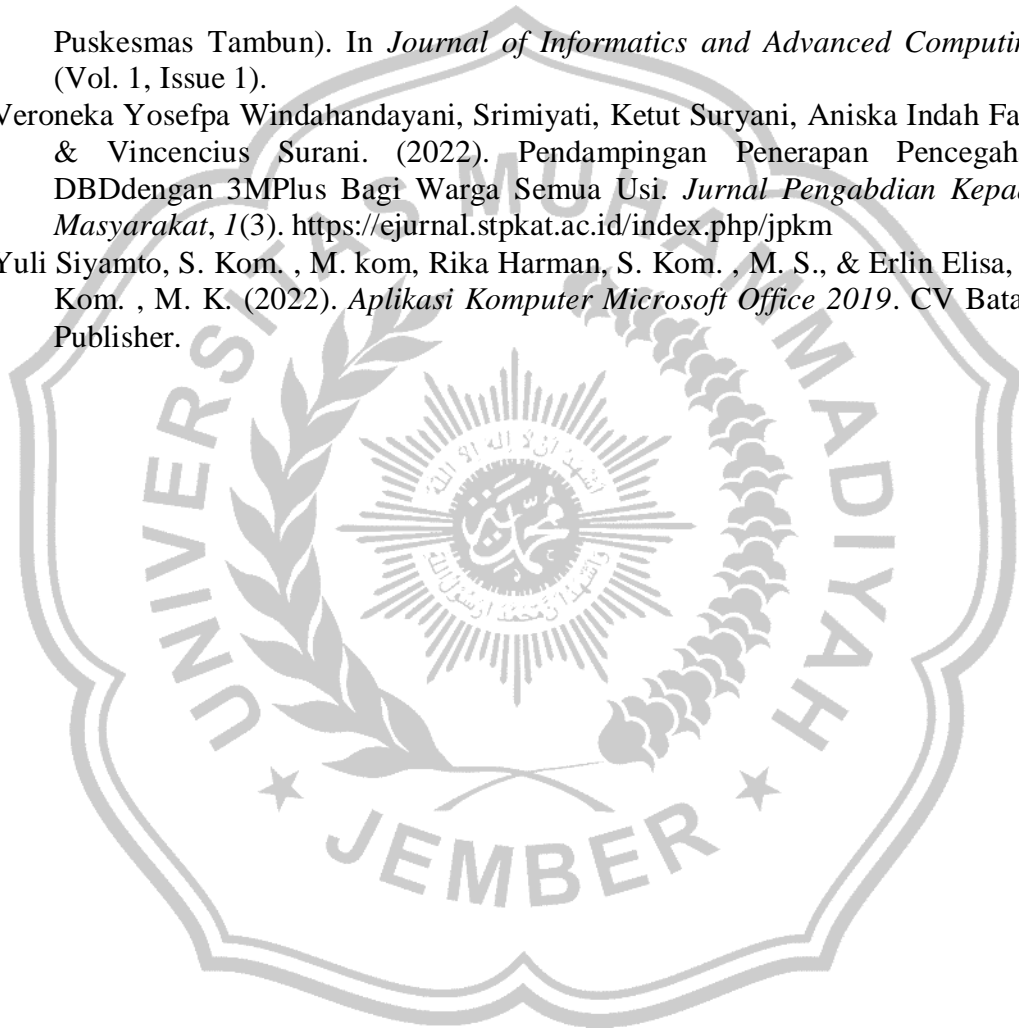 Puskesmas Tambun). In Journal of Informatics and Advanced Computin
(Vol. 1, Issue 1).
Veroneka Yosefpa Windahandayani, Srimiyati, Ketut Suryani, Aniska Indah Fa
& Vincencius Surani. (2022). Pendampingan Penerapan Pencegah
DBDdengan 3MPlus Bagi Warga Semua Usi. Jurnal Pengabdian Kepa
Masyarakat, 1(3). https://ejurnal.stpkat.ac.id/index.php/jpkm
Yuli Siyamto, S. Kom. , M. kom, Rika Harman, S. Kom. , M. S., & Erlin Elisa,
Kom. , M. K. (2022). Aplikasi Komputer Microsoft Office 2019. CV Bata
Publisher.
UNIVERSITAS MUHAMMADIYAH
JEMBER